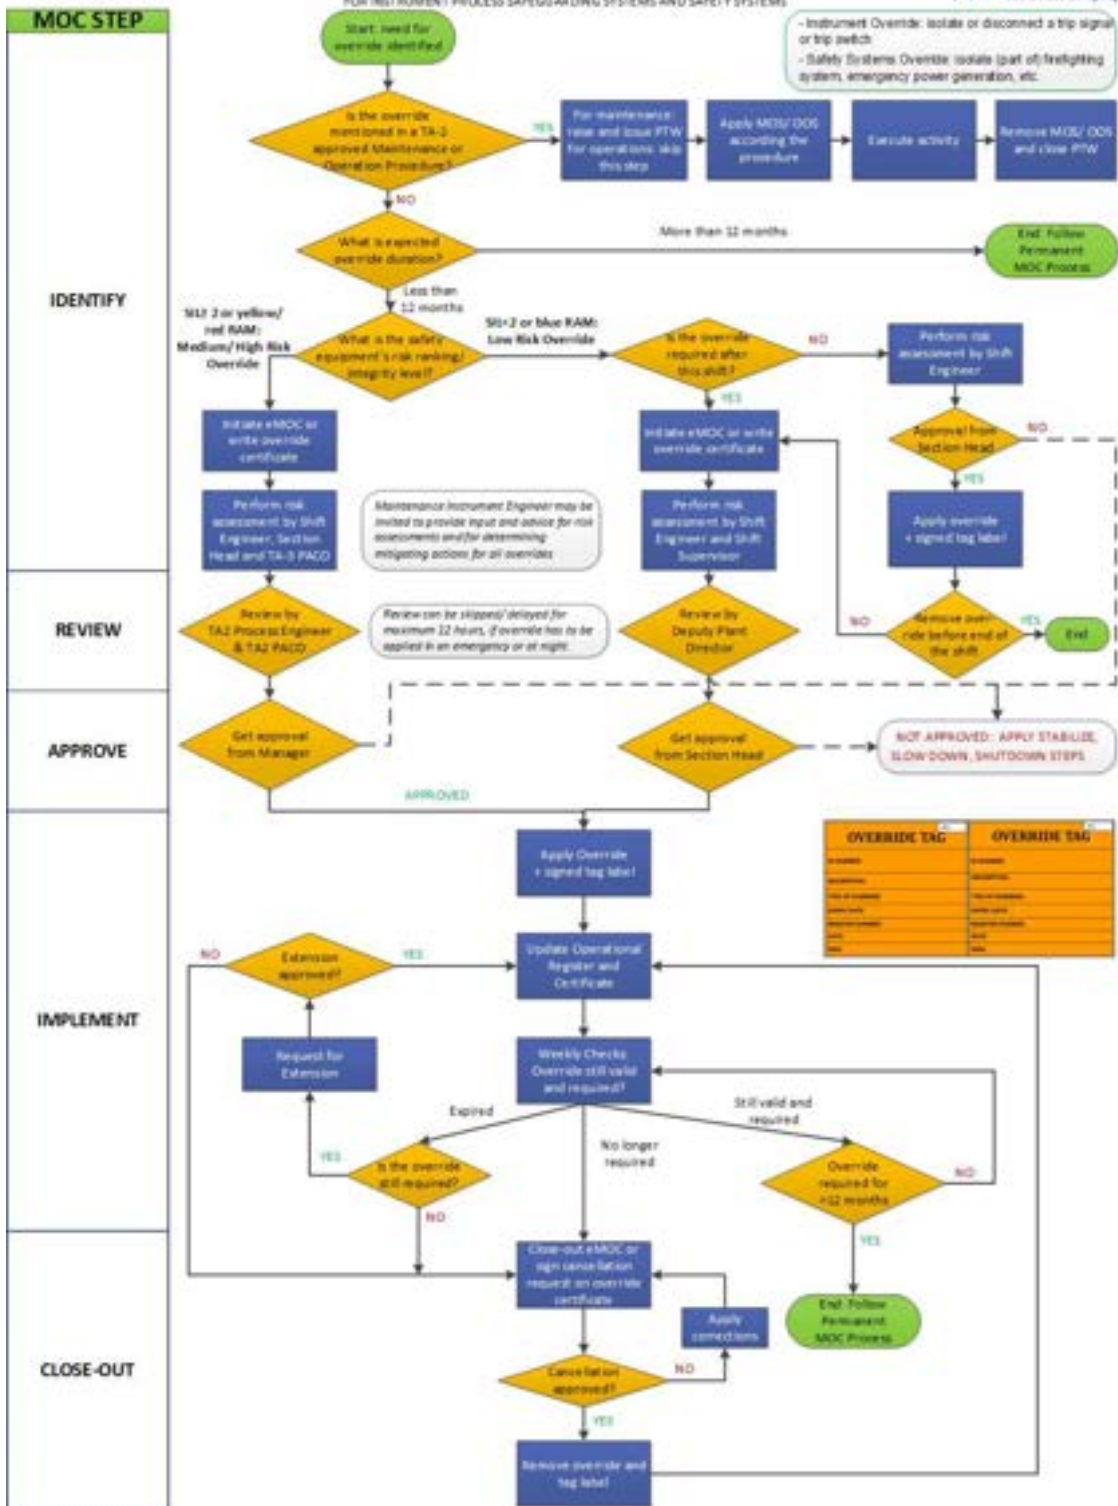 FOR INSTRUMENT PROCESS SAFEGUARDING SYSTEMS AND SAFETY SYSTEMS
MOC STEP
Start: need for
override identified
- Instrument Override: isolate or disconnect a trip signal
or trip switch
- Safety Systems Override: isolate (part of) firefighting
system, emergency power generation, etc.
Is the override
mentioned in a TA-2
approved Maintenance or
Operation Procedure?
YES
For maintenance:
raise and issue PTW
for operations: skip
this step
Apply MOS/ OOS
according the
procedure
Execute activity
Remove MOS/ OOS
and close PTW
NO
What is expected
override duration?
More than 12 months
End: Follow
Permanent
MOC Process
Less than
12 months
IDENTIFY
SIL≥ 2 or yellow/
red RAM:
Medium/High Risk
Override
What is the safety
equipment's risk ranking/
integrity level?
SIL<2 or blue RAM:
Low Risk Override
Is the override
required after
this shift?
NO
Perform risk
assessment by Shift
Engineer
YES
Initiate eMOC or
write override
certificate
Initiate eMOC or write
override certificate
Approval from
Section Head
NO
YES
Perform risk
assessment by Shift
Engineer, Section
Head and TA-3 PACO
Maintenance Instrument Engineer may be
invited to provide input and advice for risk
assessments and for determining
mitigating actions for all overrides
Perform risk
assessment by Shift
Engineer and Shift
Supervisor
Apply override
+ signed tag label
REVIEW
Review by
TA2 Process Engineer
& TA2 PACO
Review can be skipped/ delayed for
maximum 12 hours, if override has to be
applied in an emergency or at night.
Review by
Deputy Plant
Director
NO
Remove over-
ride before end of
the shift
YES
End
APPROVE
Get approval
from Manager
Get approval
from Section Head
NOT APPROVED: APPLY STABILIZE,
SLOW DOWN, SHUTDOWN STEPS
APPROVED
Apply Override
+ signed tag label
OVERRIDE TAG
OVERRIDE TAG
NO
Extension
approved?
YES
Update Operational
Register and
Certificate
IMPLEMENT
Request for
Extension
Weekly Checks
Override still valid
and required?
Expired
Still valid and
required
No longer
required
YES
Is the override
still required?
Override
required for
>12 months
NO
NO
YES
Close-out eMOC or
sign cancellation
request on override
certificate
Apply
corrections
End: Follow
Permanent
MOC Process
CLOSE-OUT
Cancellation
approved?
NO
YES
Remove override and
tag label